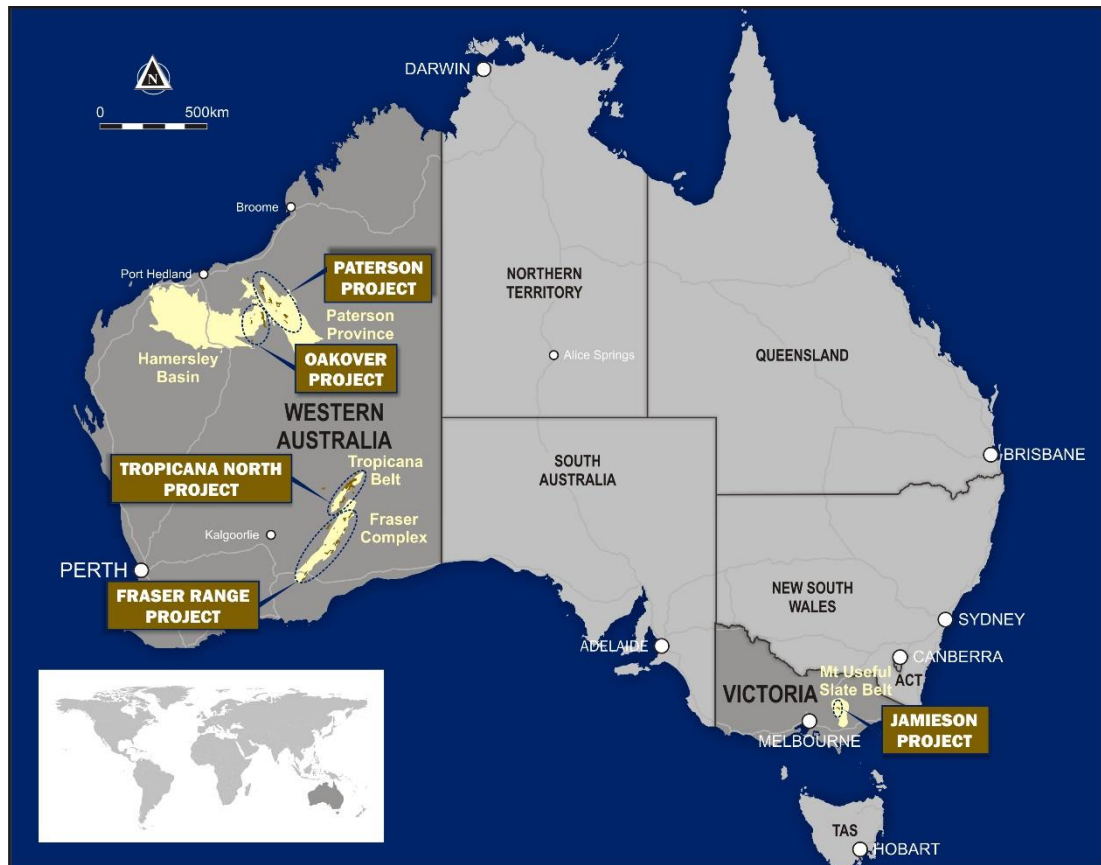 DARWIN
N
0 500km
Broome
Port Hedland
PATERSON
PROJECT
Paterson
Province
Hamersley
Basin
OAKOVER
PROJECT
NORTHERN
TERRITORY
Alice Springs
QUEENSLAND
WESTERN
AUSTRALIA
TROPICANA NORTH
PROJECT
Tropicana
Belt
SOUTH
AUSTRALIA
BRISBANE
Kalgoorlie
Fraser
Complex
PERTH
FRASER RANGE
PROJECT
NEW SOUTH
WALES
SYDNEY
ADELAIDE
CANBERRA
ACT
Mt Useful
Slate Belt
VICTORIA
JAMIESON
PROJECT
MELBOURNE
TAS
HOBART